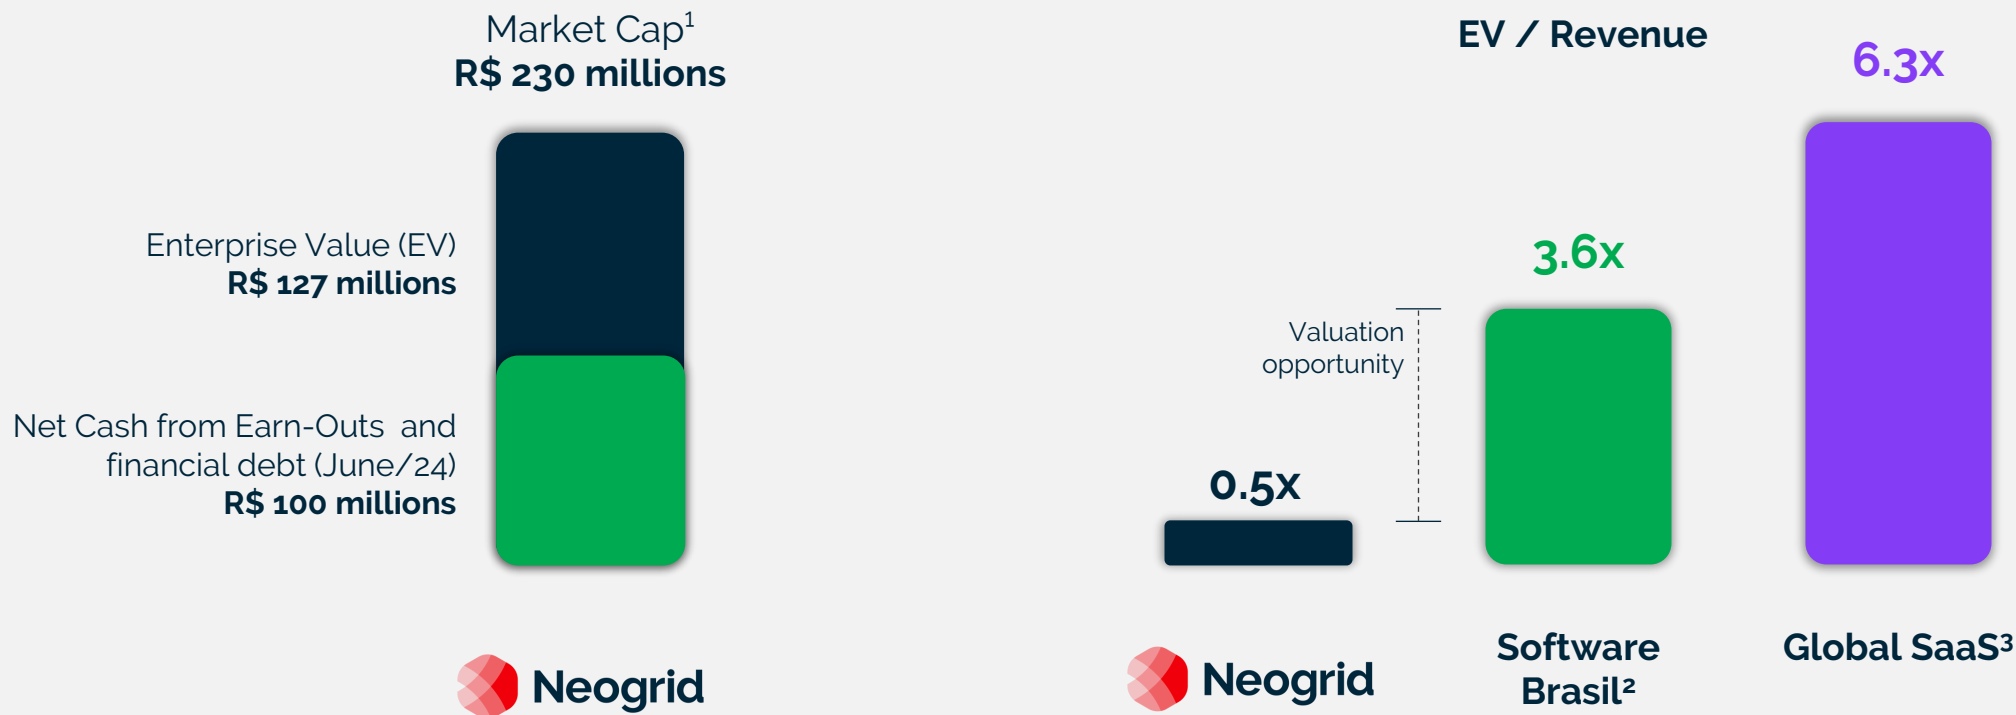 Market Cap¹
R$ 230 millions
Enterprise Value (EV)
R$ 127 millions
Net Cash from Earn-Outs and
financial debt (June/24)
R$ 100 millions
Neogrid
EV / Revenue
6.3x
3.6x
Valuation
opportunity
0.5x
Neogrid
Software
Brasil²
Global SaaS³